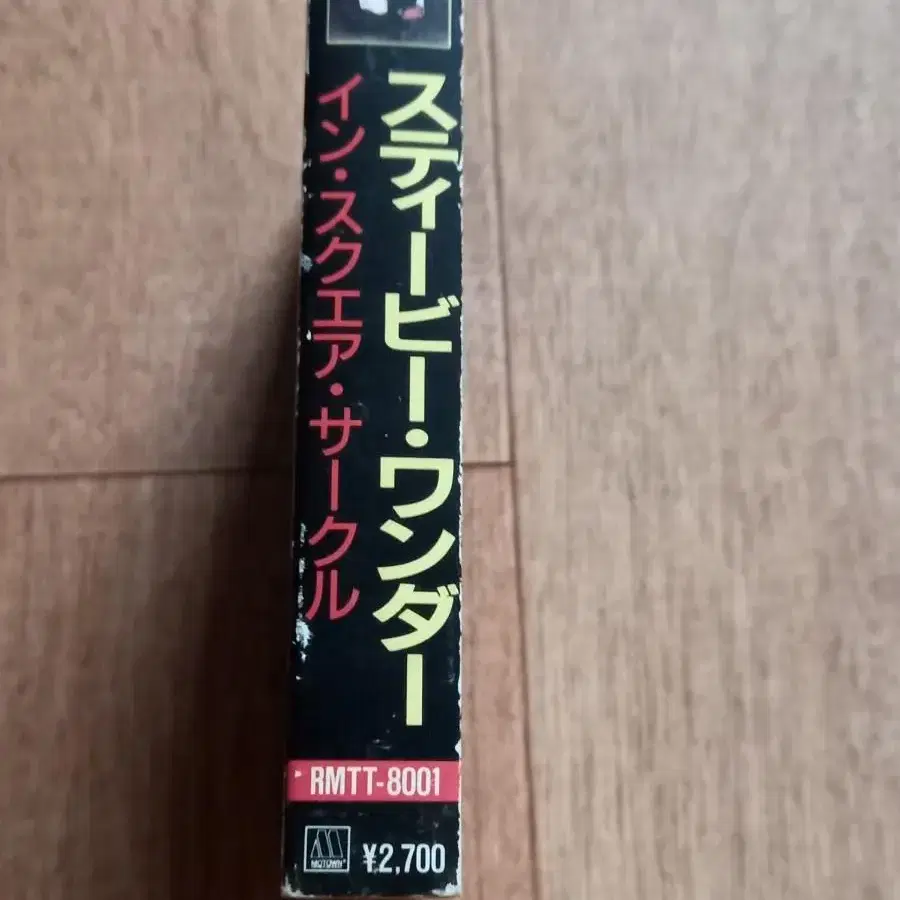 スティービー・ワンダー
イン・スクエア・サークル
RMTT-8001
MOTOWN
¥2,700